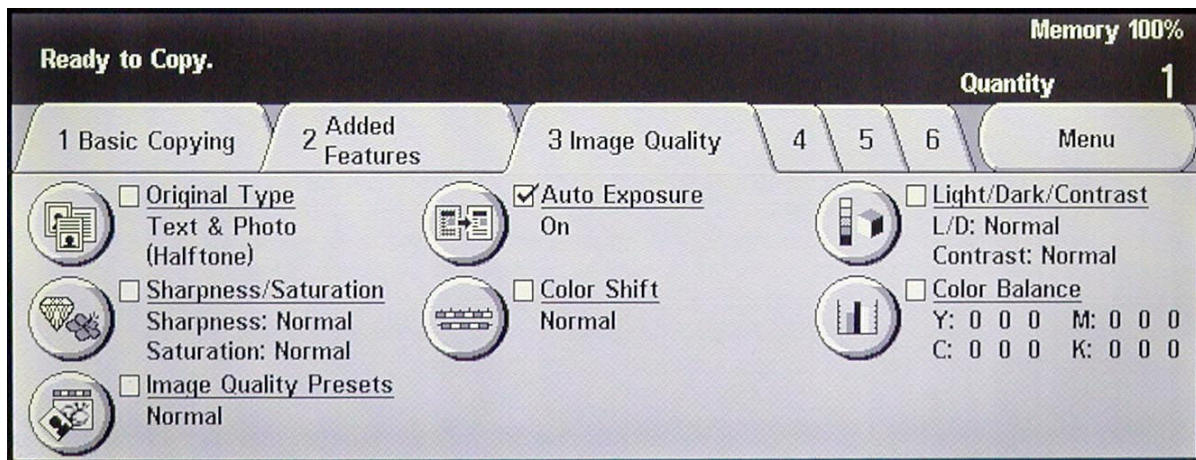 Memory 100%
Ready to Copy.
Quantity 1
1 Basic Copying
2 Added
Features
3 Image Quality
4
5
6
Menu
Original Type
Text & Photo
(Halftone)
Auto Exposure
On
Light/Dark/Contrast
L/D: Normal
Contrast: Normal
Sharpness/Saturation
Sharpness: Normal
Saturation: Normal
Color Shift
Normal
Color Balance
Y: 0 0 0 M: 0 0 0
C: 0 0 0 K: 0 0 0
Image Quality Presets
Normal